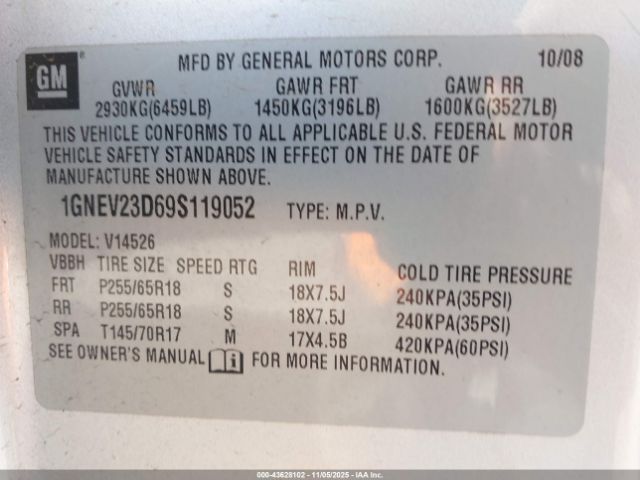 GM
MFD BY GENERAL MOTORS CORP. 10/08
GVWR GAWR FRT GAWR RR
2930KG(6459LB) 1450KG(3196LB) 1600KG(3527LB)
THIS VEHICLE CONFORMS TO ALL APPLICABLE U.S. FEDERAL MOTOR
VEHICLE SAFETY STANDARDS IN EFFECT ON THE DATE OF
MANUFACTURE SHOWN ABOVE.
1GNEV23D69S119052 TYPE: M.P.V.
MODEL: V14526
VBBH TIRE SIZE SPEED RTG RIM COLD TIRE PRESSURE
FRT P255/65R18 S 18X7.5J 240KPA(35PSI)
RR P255/65R18 S 18X7.5J 240KPA(35PSI)
SPA T145/70R17 M 17X4.5B 420KPA(60PSI)
SEE OWNER'S MANUAL FOR MORE INFORMATION.
000-43628102 - 11/05/2025 - IAAI.COM